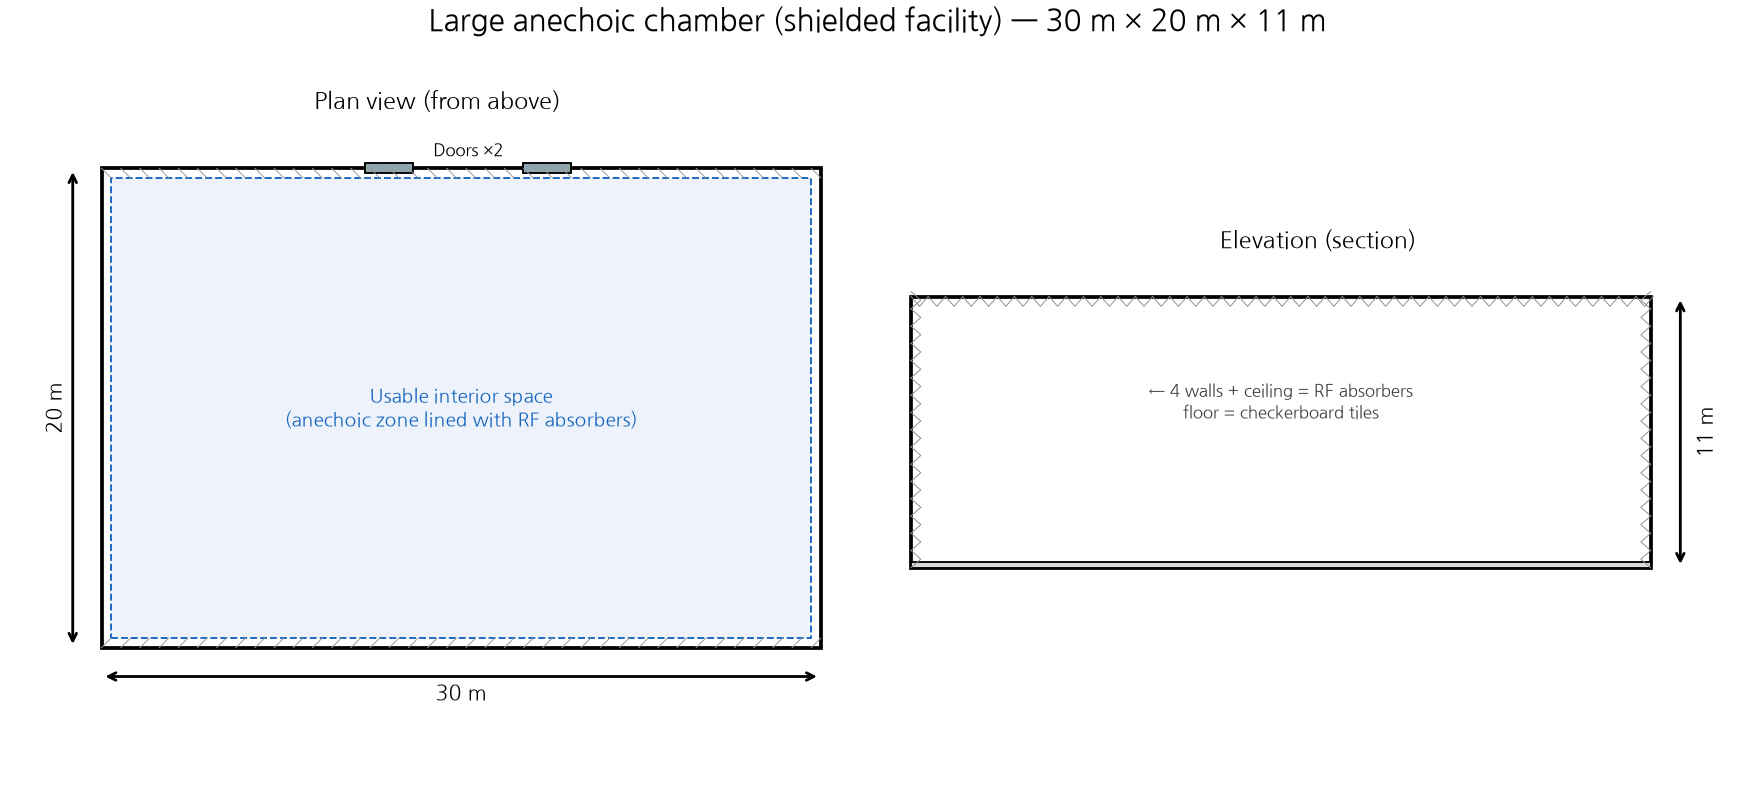 Large anechoic chamber (shielded facility) — 30 m × 20 m × 11 m
Plan view (from above)
Doors ×2
20 m
Usable interior space
(anechoic zone lined with RF absorbers)
30 m
Elevation (section)
← 4 walls + ceiling = RF absorbers
floor = checkerboard tiles
11 m